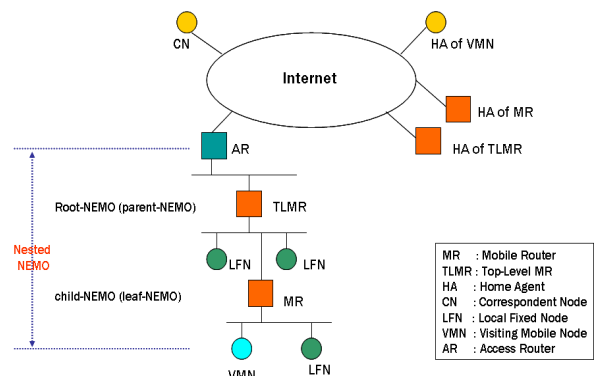 CN
HA of VMN
Internet
HA of MR
HA of TLMR
AR
Root-NEMO (parent-NEMO)
TLMR
Nested
NEMO
LFN
LFN
child-NEMO (leaf-NEMO)
MR
VMN
LFN
MR : Mobile Router
TLMR : Top-Level MR
HA : Home Agent
CN : Correspondent Node
LFN : Local Fixed Node
VMN : Visiting Mobile Node
AR : Access Router